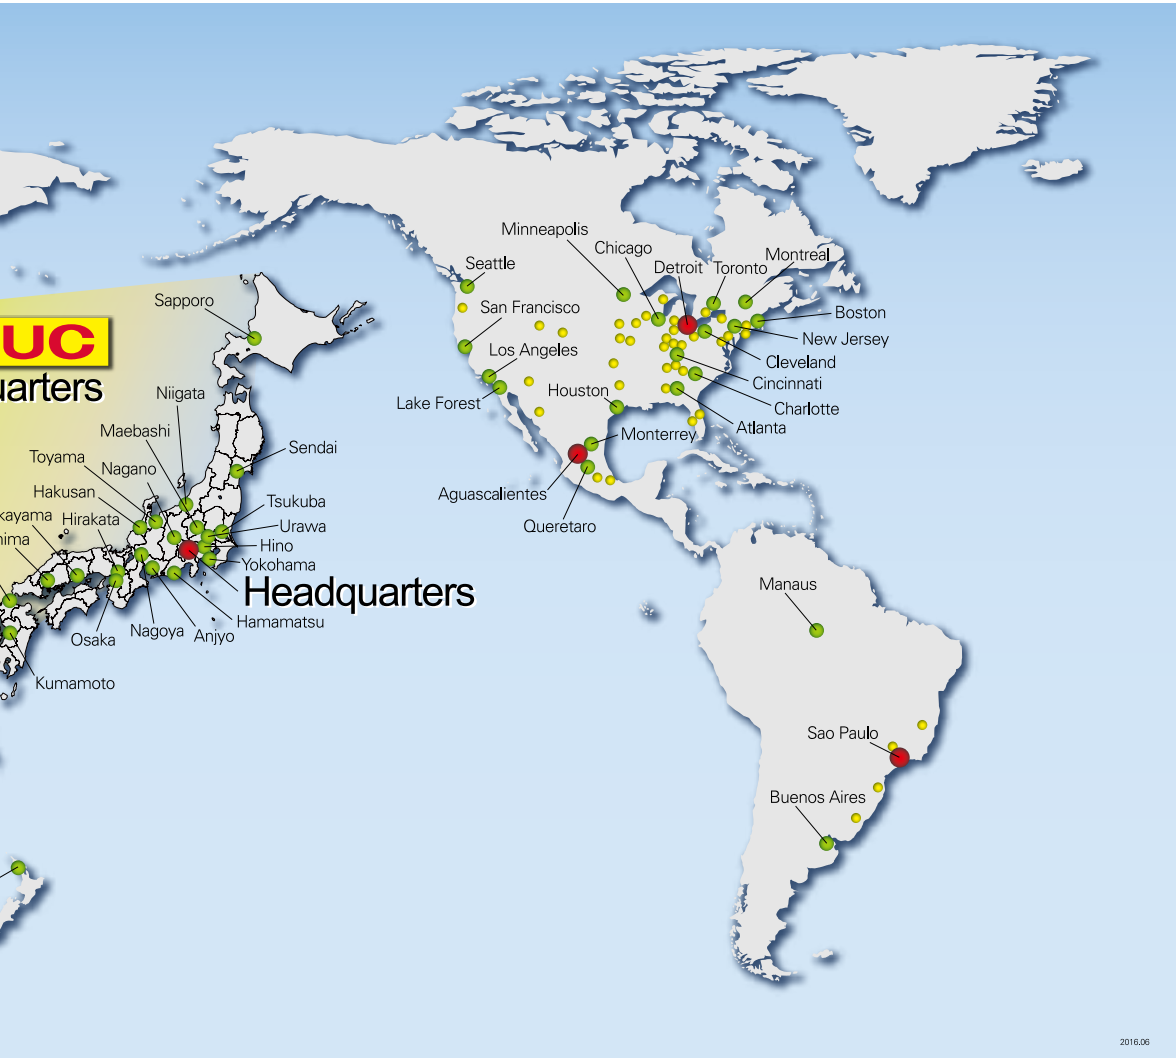 Minneapolis
Chicago
Detroit
Toronto
Montreal
Seattle
San Francisco
Los Angeles
Lake Forest
Houston
Boston
New Jersey
Cleveland
Cincinnati
Charlotte
Atlanta
Monterrey
Aguascalientes
Queretaro
Sapporo
UC
uarters
Niigata
Maebashi
Toyama
Nagano
Hakusan
kayama
Hirakata
ima
Sendai
Tsukuba
Urawa
Hino
Yokohama
Headquarters
Hamamatsu
Anjyo
Nagoya
Osaka
Kumamoto
Manaus
Sao Paulo
Buenos Aires
2016.06